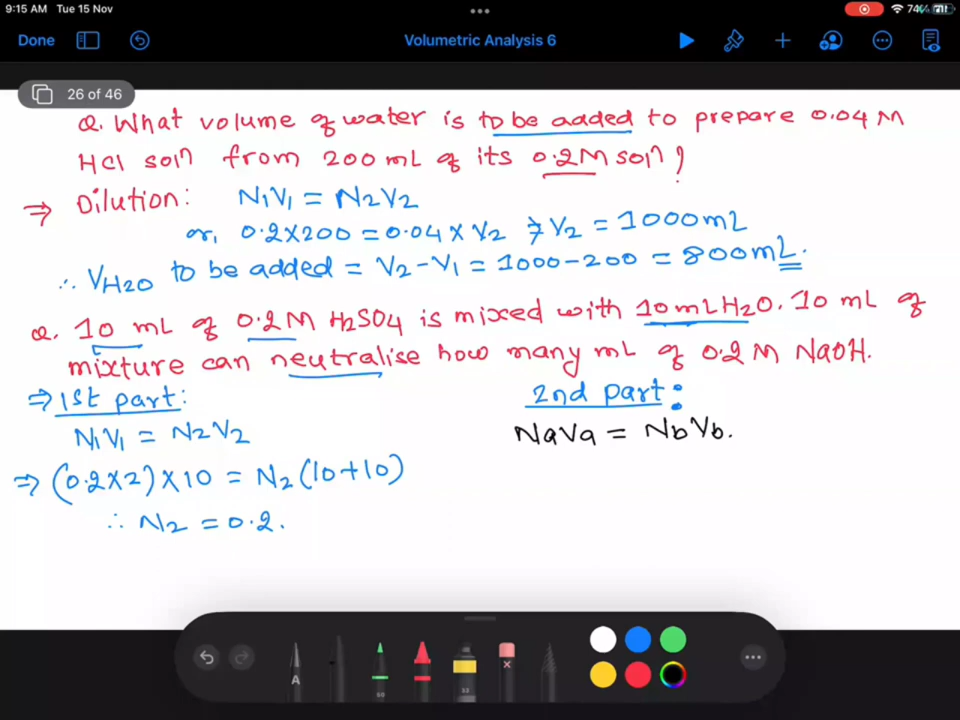 9:15 AM Tue 15 Nov
74%
Done
Volumetric Analysis 6
26 of 46
Q. What volume of water is to be added to prepare 0.04 M
HCl soln from 200 mL of its 0.2M soln?
⇒ Dilution: N1V1 = N2V2
or, 0.2×200 = 0.04 × V2 ⇒ V2 = 1000mL
∴ VH2O to be added = V2-V1 = 1000-200 = 800mL.
Q. 10 mL of 0.2M H2SO4 is mixed with 10mL H2O. 10 mL of
mixture can neutralise how many mL of 0.2 M NaOH.
⇒ 1st part:
N1V1 = N2V2
⇒ (0.2×2)×10 = N2(10+10)
∴ N2 = 0.2.
2nd part:
NaVa = NbVb.